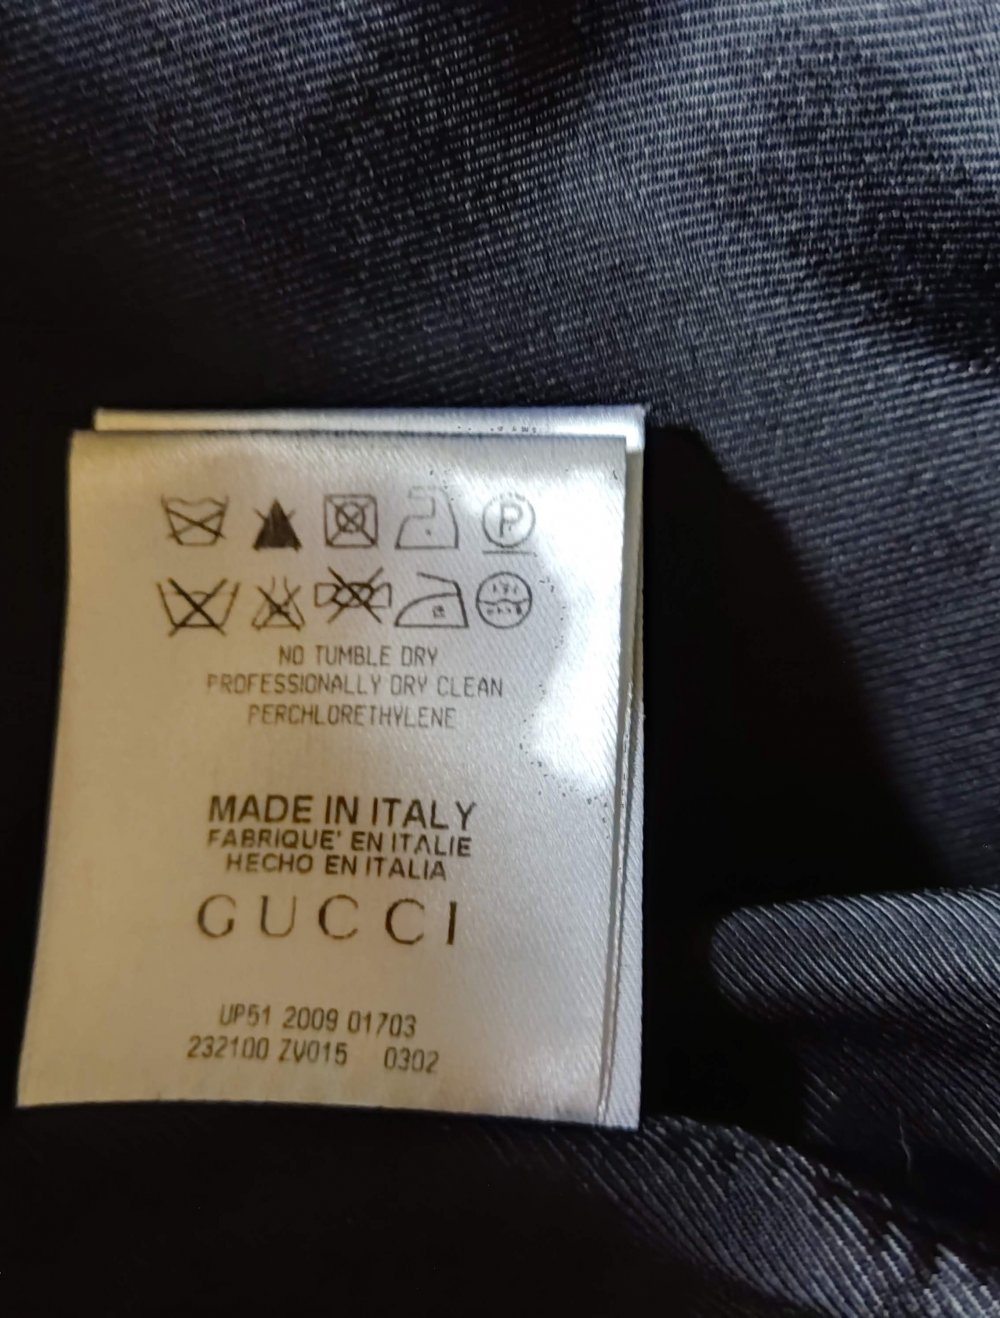 P
NO TUMBLE DRY
PROFESSIONALLY DRY CLEAN
PERCHLORETHYLENE
MADE IN ITALY
FABRIQUE' EN ITALIE
HECHO EN ITALIA
GUCCI
UP51 2009 01703
232100 ZV015 0302